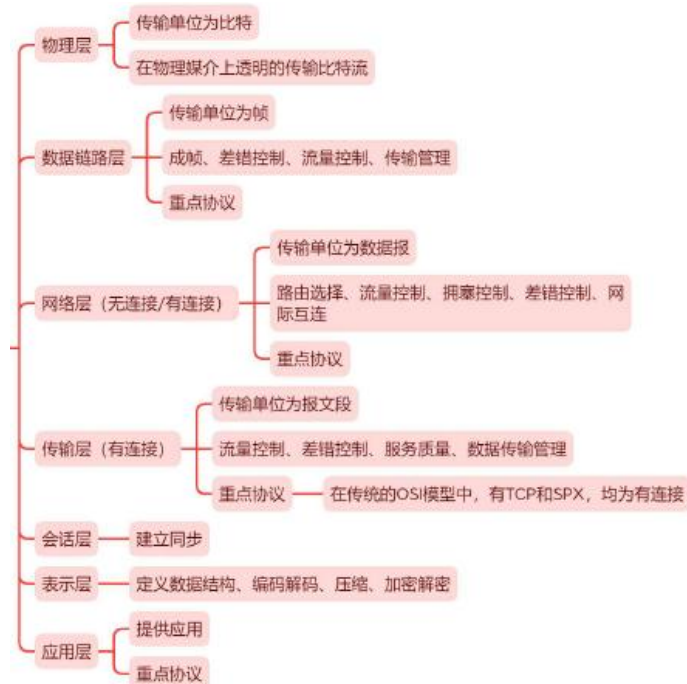 物理层
传输单位为比特
在物理媒介上透明的传输比特流
数据链路层
传输单位为帧
成帧、差错控制、流量控制、传输管理
重点协议
网络层（无连接/有连接）
传输单位为数据报
路由选择、流量控制、拥塞控制、差错控制、网
际互连
重点协议
传输层（有连接）
传输单位为报文段
流量控制、差错控制、服务质量、数据传输管理
重点协议
在传统的OSI模型中，有TCP和SPX，均为有连接
会话层
建立同步
表示层
定义数据结构、编码解码、压缩、加密解密
应用层
提供应用
重点协议